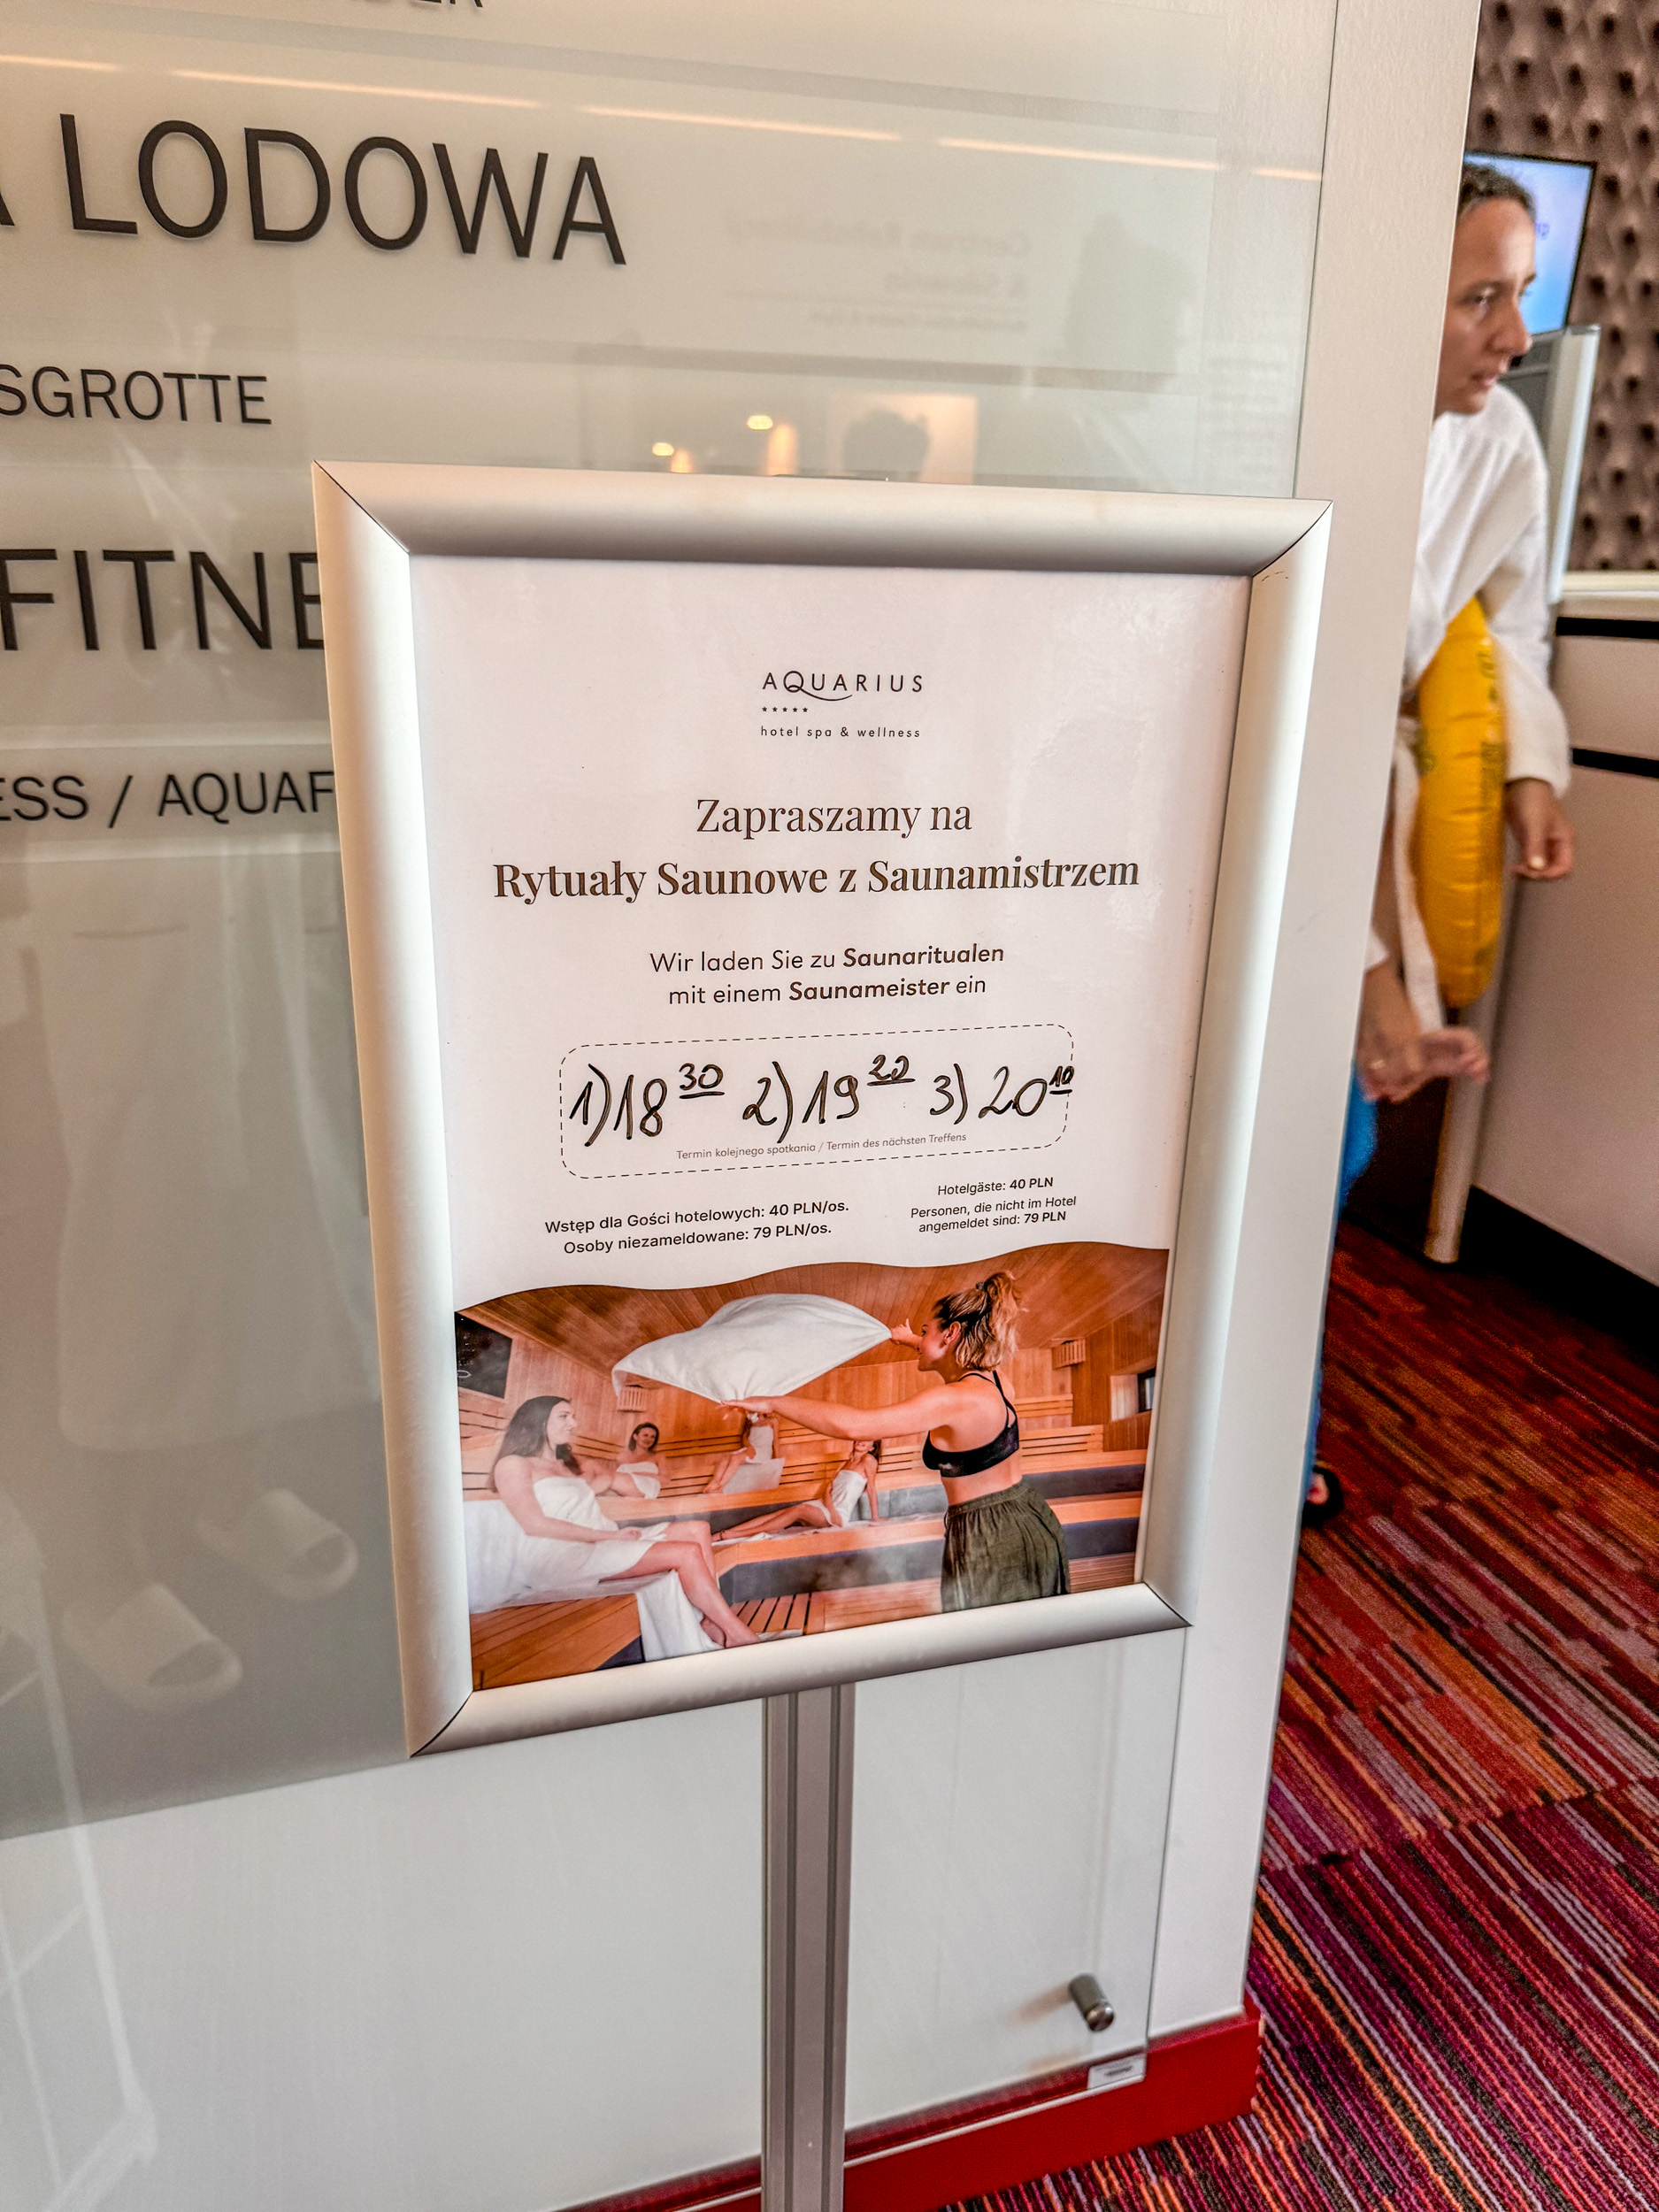 LODOWA
SGROTTE
FITNE
ESS / AQUAF
AQUARIUS
hotel spa & wellness
Zapraszamy na
Rytuały Saunowe z Saunamistrzem
Wir laden Sie zu Saunaritualen
mit einem Saunameister ein
1) 18 30 2) 19 20 3) 20 10
Termin kolejnego spotkania / Termin des nächsten Treffens
Wstęp dla Gości hotelowych: 40 PLN/os.
Osoby niezameldowane: 79 PLN/os.
Hotelgäste: 40 PLN
Personen, die nicht im Hotel
angemeldet sind: 79 PLN